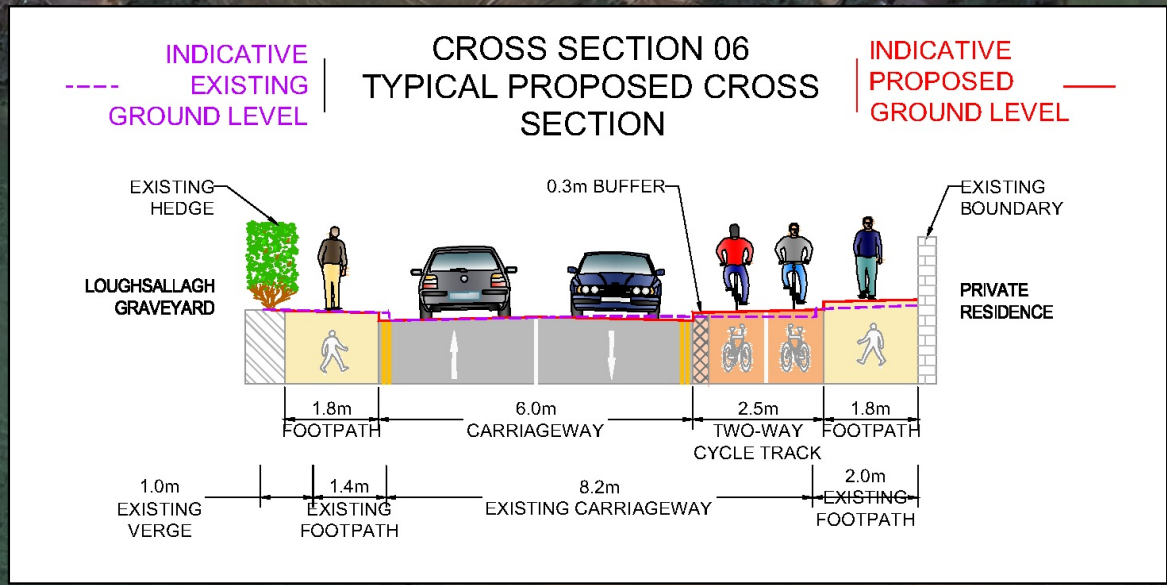 INDICATIVE
EXISTING
GROUND LEVEL
CROSS SECTION 06
TYPICAL PROPOSED CROSS
SECTION
INDICATIVE
PROPOSED
GROUND LEVEL
EXISTING
HEDGE
0.3m BUFFER
EXISTING
BOUNDARY
LOUGHSALLAGH
GRAVEYARD
PRIVATE
RESIDENCE
1.8m
FOOTPATH
6.0m
CARRIAGEWAY
2.5m
TWO-WAY
CYCLE TRACK
1.8m
FOOTPATH
1.0m
EXISTING
VERGE
1.4m
EXISTING
FOOTPATH
8.2m
EXISTING CARRIAGEWAY
2.0m
EXISTING
FOOTPATH